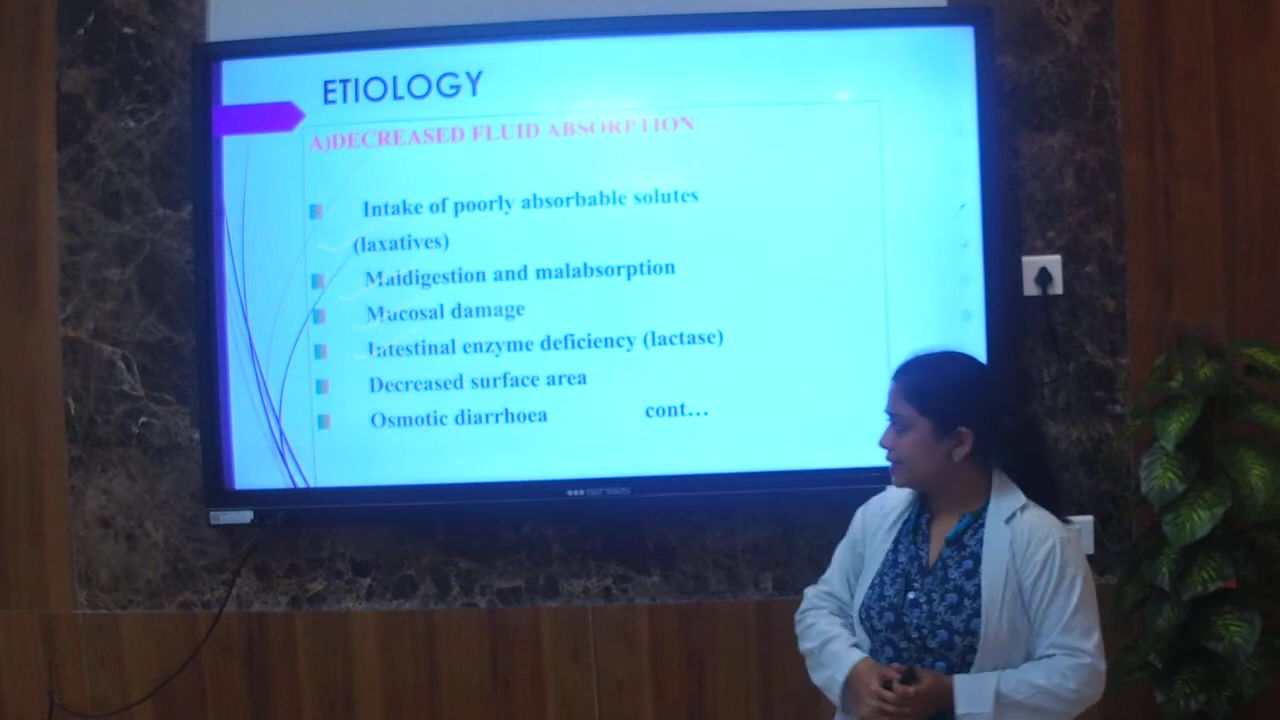 ETIOLOGY
A)DECREASED FLUID ABSORPTION
Intake of poorly absorbable solutes
(laxatives)
Maldigestion and malabsorption
Mucosal damage
Intestinal enzyme deficiency (lactase)
Decreased surface area
Osmotic diarrhoea cont...